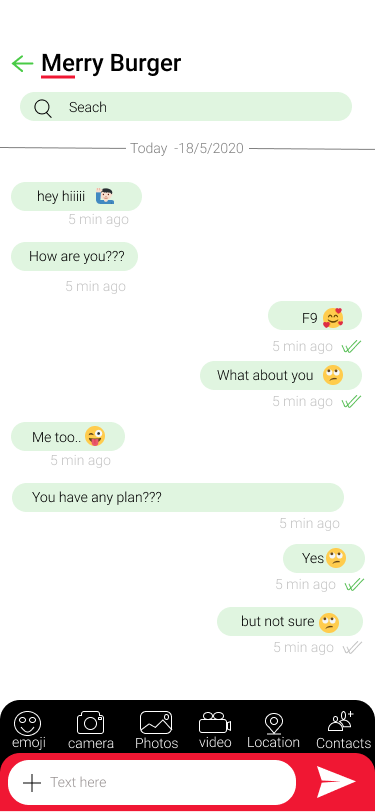 Merry Burger
Seach
Today -18/5/2020
hey hiiiii
5 min ago
How are you???
5 min ago
F9
5 min ago
What about you
5 min ago
Me too..
5 min ago
You have any plan???
5 min ago
Yes
5 min ago
but not sure
5 min ago
emoji camera Photos video Location Contacts
Text here